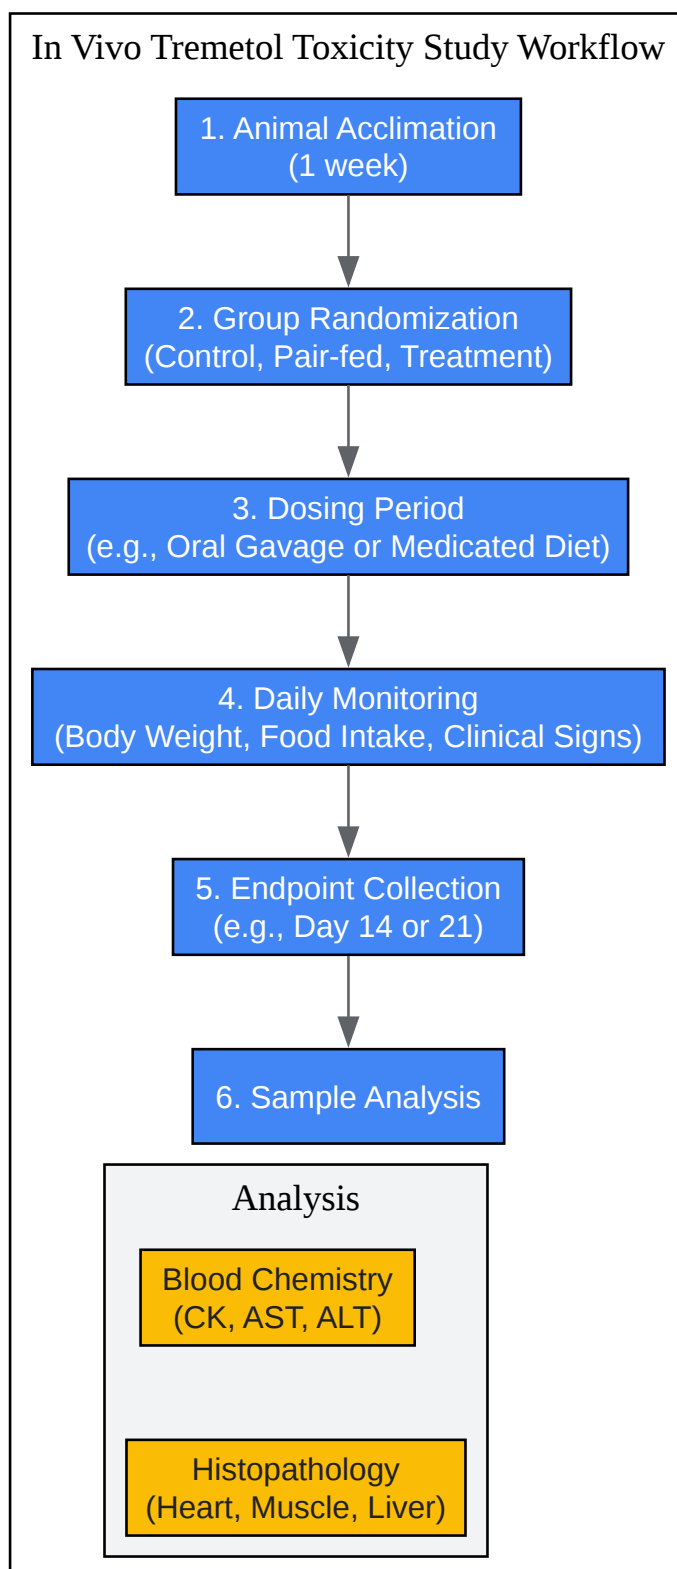 In Vivo Tremetol Toxicity Study Workflow
1. Animal Acclimation
(1 week)
2. Group Randomization
(Control, Pair-fed, Treatment)
3. Dosing Period
(e.g., Oral Gavage or Medicated Diet)
4. Daily Monitoring
(Body Weight, Food Intake, Clinical Signs)
5. Endpoint Collection
(e.g., Day 14 or 21)
6. Sample Analysis
Analysis
Blood Chemistry
(CK, AST, ALT)
Histopathology
(Heart, Muscle, Liver)